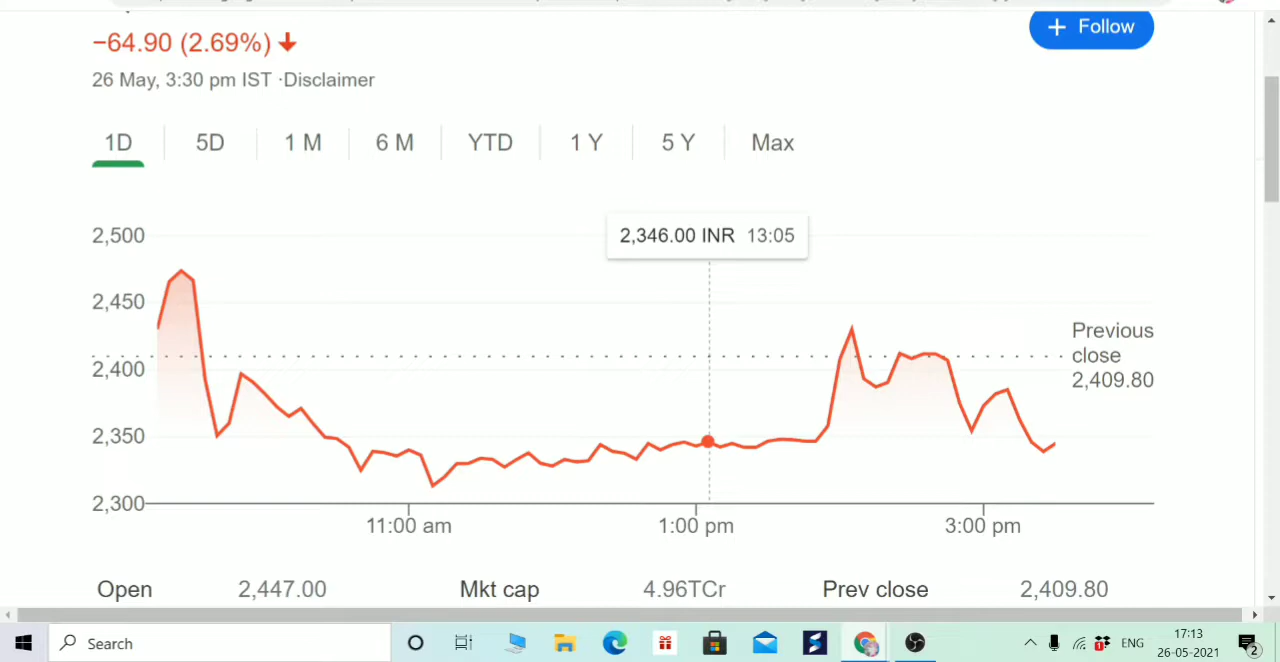 −64.90 (2.69%)
Follow
26 May, 3:30 pm IST ·Disclaimer
1D 5D 1 M 6 M YTD 1 Y 5 Y Max
2,500
2,346.00 INR 13:05
2,450
2,400
2,350
2,300
Previous
close
2,409.80
11:00 am 1:00 pm 3:00 pm
Open 2,447.00 Mkt cap 4.96TCr Prev close 2,409.80
Search
ENG
17:13
26-05-2021
2